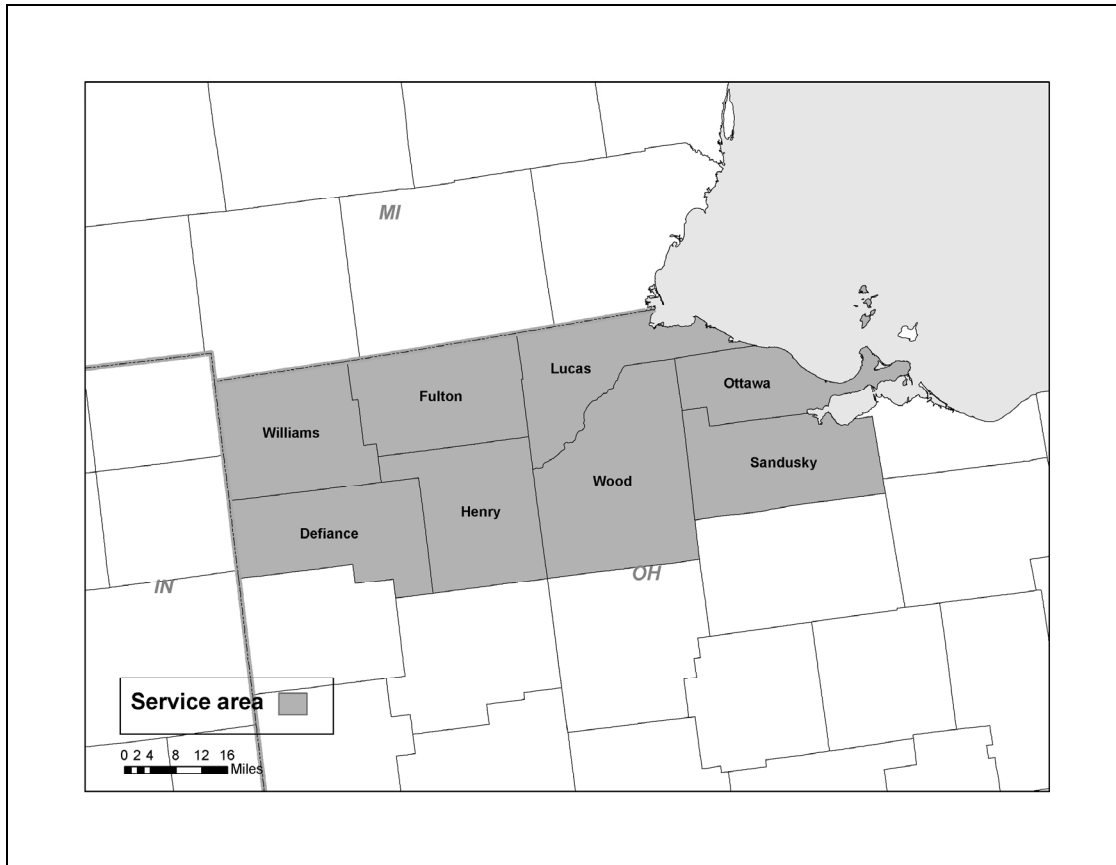 MI
Lucas
Ottawa
Fulton
Williams
Sandusky
Wood
Henry
Defiance
OH
IN
Service area
0 2 4 8 12 16
Miles